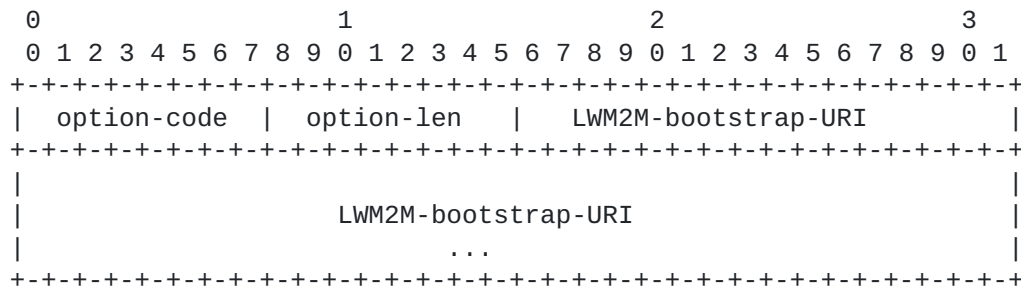 0                   1                   2                   3
 0 1 2 3 4 5 6 7 8 9 0 1 2 3 4 5 6 7 8 9 0 1 2 3 4 5 6 7 8 9 0 1
+-+-+-+-+-+-+-+-+-+-+-+-+-+-+-+-+-+-+-+-+-+-+-+-+-+-+-+-+-+-+-+-+
|  option-code  |  option-len   |   LWM2M-bootstrap-URI         |
+-+-+-+-+-+-+-+-+-+-+-+-+-+-+-+-+-+-+-+-+-+-+-+-+-+-+-+-+-+-+-+-+
|                                                               |
|                    LWM2M-bootstrap-URI                        |
|                           ...                                 |
+-+-+-+-+-+-+-+-+-+-+-+-+-+-+-+-+-+-+-+-+-+-+-+-+-+-+-+-+-+-+-+-+